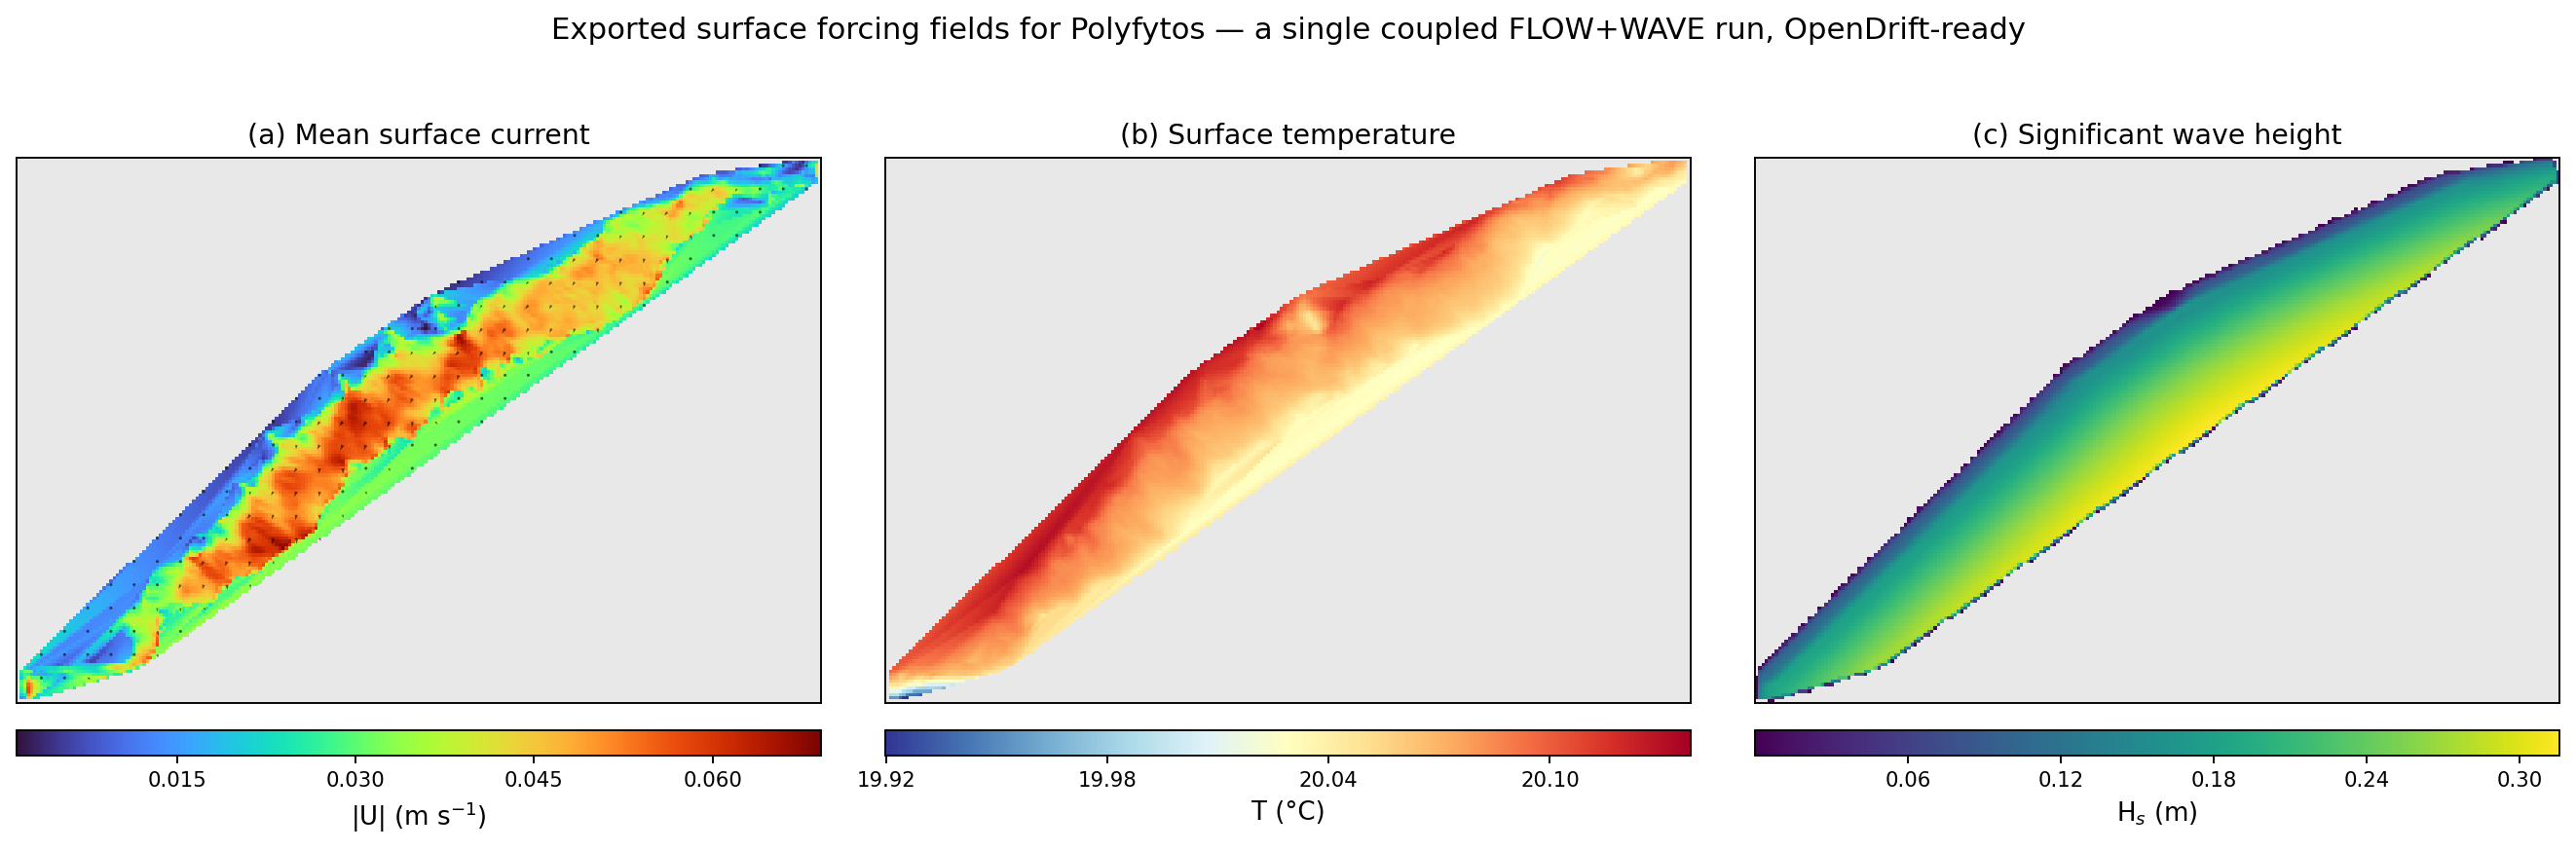 Exported surface forcing fields for Polyfytos — a single coupled FLOW+WAVE run, OpenDrift-ready
(a) Mean surface current
(b) Surface temperature
(c) Significant wave height
0.015 0.030 0.045 0.060
|U| (m s⁻¹)
19.92 19.98 20.04 20.10
T (°C)
0.06 0.12 0.18 0.24 0.30
Hₛ (m)